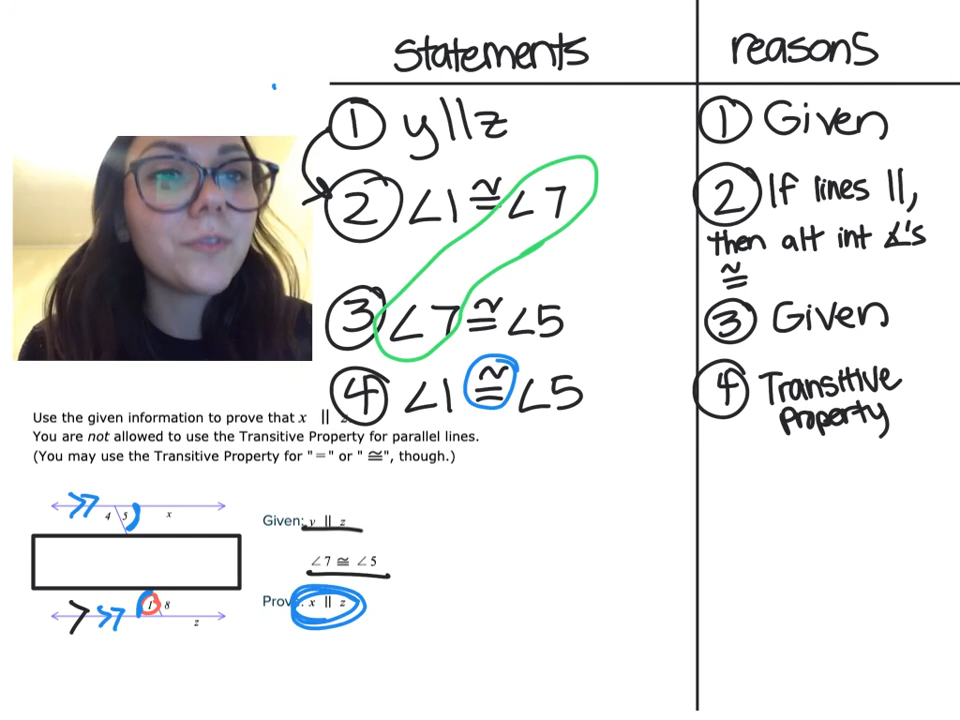 statements reasons
① y||z ① Given
② ∠1 ≅ ∠7 ② If lines ||,
then alt int ∡'s
≅
③ ∠7 ≅ ∠5 ③ Given
④ ∠1 ≅ ∠5 ④ Transitive
Property
Use the given information to prove that x ||
You are not allowed to use the Transitive Property for parallel lines.
(You may use the Transitive Property for "=" or " ≅", though.)
4 5 x
Given: y || z
∠7 ≅ ∠5
1 8
Prove: x || z
z